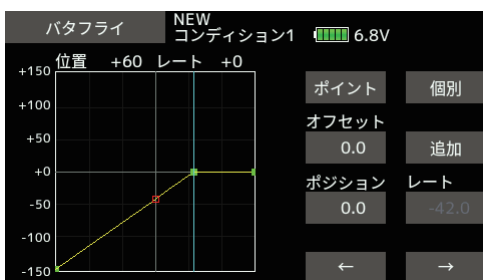 バタフライ
NEW
コンディション1
6.8V
位置 +60 レート +0
+150
+100
+50
+0
-50
-100
-150
ポイント 個別
オフセット
0.0 追加
ポジション レート
0.0 -42.0
← →